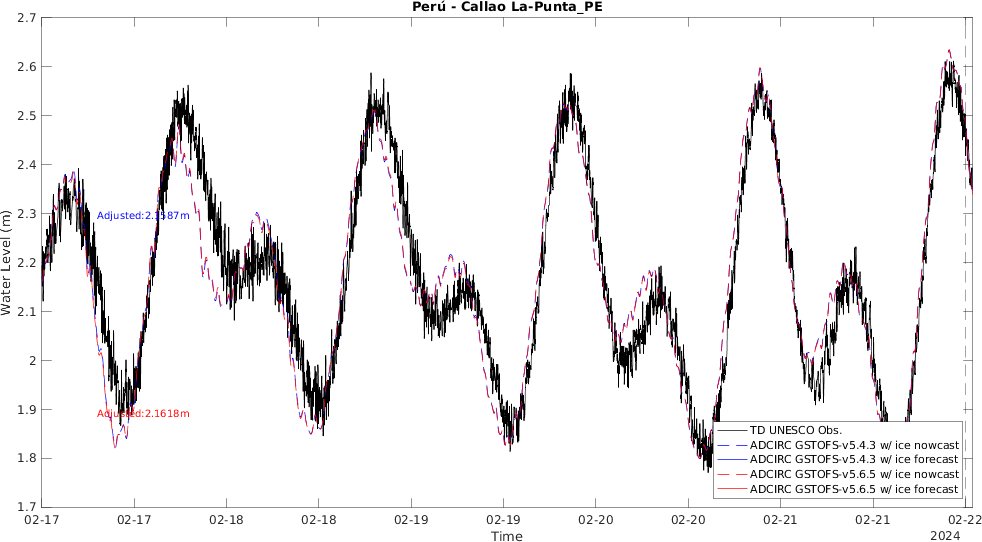 Perú - Callao La-Punta_PE
2.7
2.6
2.5
2.4
2.3
2.2
2.1
2
1.9
1.8
1.7
Water Level (m)
Adjusted:2.1587m
Adjusted:2.1618m
TD UNESCO Obs.
ADCIRC GSTOFS-v5.4.3 w/ ice nowcast
ADCIRC GSTOFS-v5.4.3 w/ ice forecast
ADCIRC GSTOFS-v5.6.5 w/ ice nowcast
ADCIRC GSTOFS-v5.6.5 w/ ice forecast
02-17 02-17 02-18 02-18 02-19 02-19 02-20 02-20 02-21 02-21 02-22
Time
2024